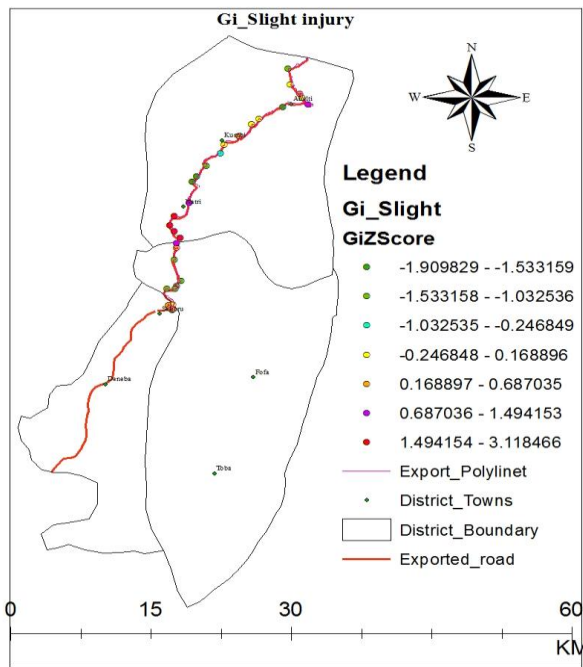 Gi_Slight injury
N
W
E
S
Legend
Gi_Slight
GiZScore
-1.909829 - -1.533159
-1.533158 - -1.032536
-1.032535 - -0.246849
-0.246848 - 0.168896
0.168897 - 0.687035
0.687036 - 1.494153
1.494154 - 3.118466
Export_Polylinet
District_Towns
District_Boundary
Exported_road
Deneba
Fofa
Toba
0
15
30
60
KM